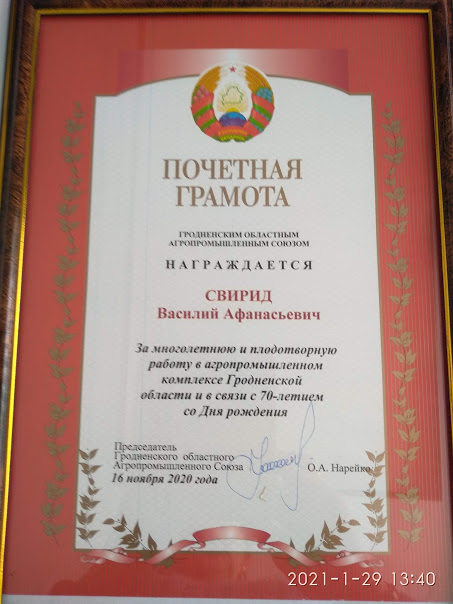 ПОЧЕТНАЯ
ГРАМОТА
ГРОДНЕНСКИМ ОБЛАСТНЫМ
АГРОПРОМЫШЛЕННЫМ СОЮЗОМ
НАГРАЖДАЕТСЯ
СВИРИД
Василий Афанасьевич
За многолетнюю и плодотворную
работу в агропромышленном
комплексе Гродненской
области и в связи с 70-летием
со Дня рождения
Председатель
Гродненского областного
Агропромышленного Союза О.А. Нарейко
16 ноября 2020 года
2021-1-29 13:40